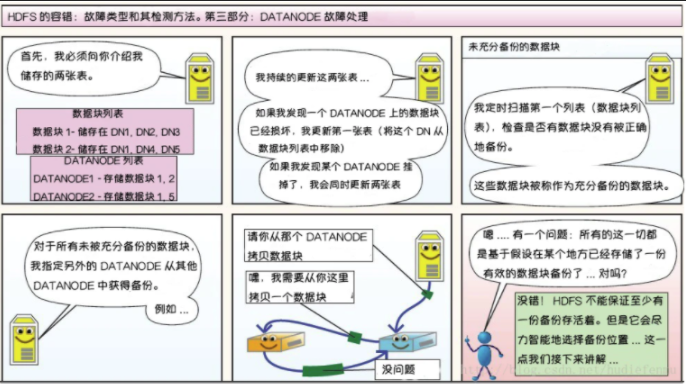 HDFS 的容错：故障类型和其检测方法。第三部分：DATANODE 故障处理
首先，我必须向你介绍我
储存的两张表。
数据块列表
数据块 1- 储存在 DN1, DN2, DN3
数据块 2- 储存在 DN1, DN4, DN5
DATANODE 列表
DATANODE1 - 存储数据块 1, 2
DATANODE2 - 存储数据块 1, 5
我持续的更新这两张表 ...
如果我发现一个 DATANODE 上的数据块
已经损坏，我更新第一张表（将这个 DN 从
数据块列表中移除）
如果我发现某个 DATANODE 挂
掉了，我会同时更新两张表
未充分备份的数据块
我定时扫描第一个列表（数据块列
表），检查是否有数据块没有被正确
地备份。
这些数据块被称作为充分备份的数据块。
对于所有未被充分备份的数据块，
我指定另外的 DATANODE 从其他
DATANODE 中获得备份。
例如 ...
请你从那个 DATANODE
拷贝数据块
嘿，我需要从你这里
拷贝一个数据块
没问题
嗯 .... 有一个问题：所有的这一切都
是基于假设在某个地方已经存储了一份
有效的数据块备份了 ... 对吗？
没错！ HDFS 不能保证至少有
一份备份存活着。但是它会尽
力智能地选择备份位置 ... 这一
点我们接下来讲解 ...